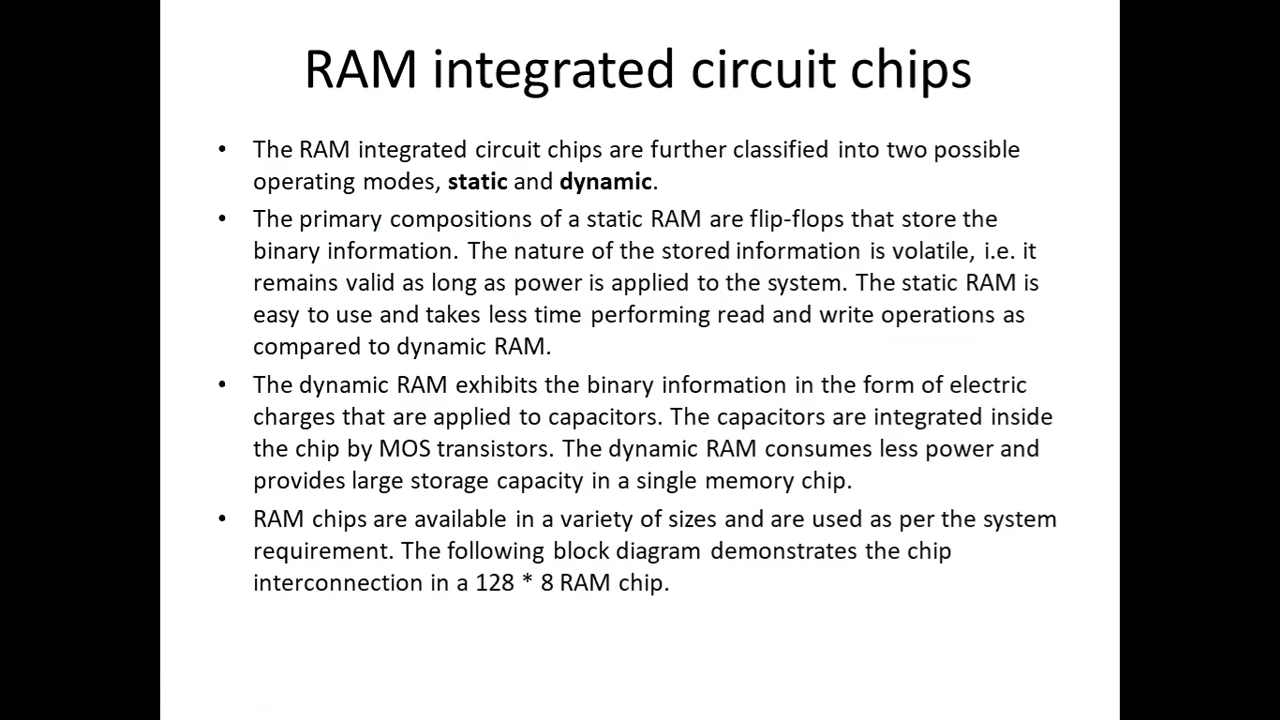 RAM integrated circuit chips
• The RAM integrated circuit chips are further classified into two possible
operating modes, static and dynamic.
• The primary compositions of a static RAM are flip-flops that store the
binary information. The nature of the stored information is volatile, i.e. it
remains valid as long as power is applied to the system. The static RAM is
easy to use and takes less time performing read and write operations as
compared to dynamic RAM.
• The dynamic RAM exhibits the binary information in the form of electric
charges that are applied to capacitors. The capacitors are integrated inside
the chip by MOS transistors. The dynamic RAM consumes less power and
provides large storage capacity in a single memory chip.
• RAM chips are available in a variety of sizes and are used as per the system
requirement. The following block diagram demonstrates the chip
interconnection in a 128 * 8 RAM chip.